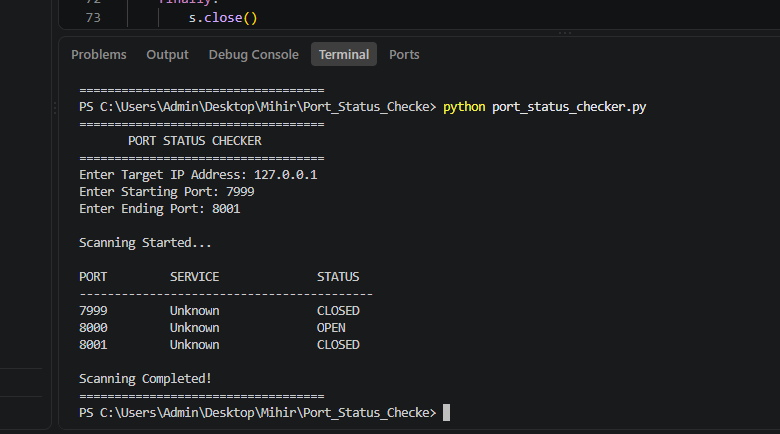 72 finally:
73 s.close()
Problems Output Debug Console Terminal Ports
===================================
PS C:\Users\Admin\Desktop\Mihir\Port_Status_Checke> python port_status_checker.py
===================================
PORT STATUS CHECKER
===================================
Enter Target IP Address: 127.0.0.1
Enter Starting Port: 7999
Enter Ending Port: 8001
Scanning Started...
PORT SERVICE STATUS
------------------------------------------
7999 Unknown CLOSED
8000 Unknown OPEN
8001 Unknown CLOSED
Scanning Completed!
===================================
PS C:\Users\Admin\Desktop\Mihir\Port_Status_Checke>